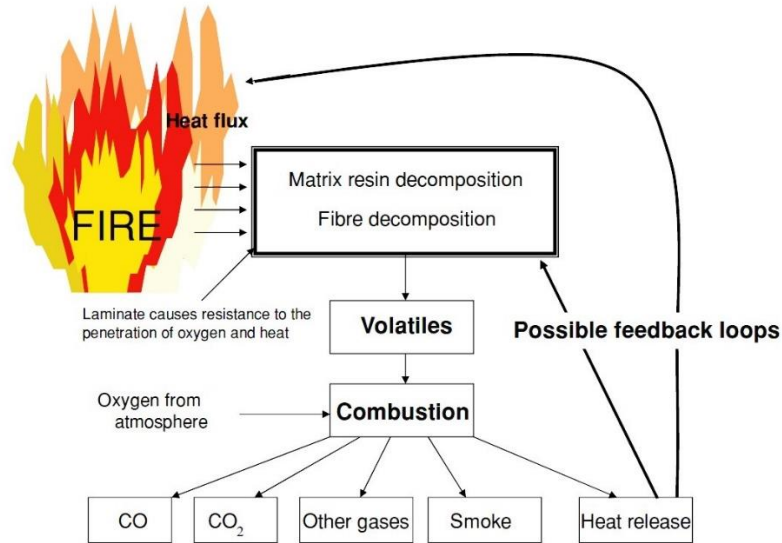 Heat flux
FIRE
Matrix resin decomposition
Fibre decomposition
Laminate causes resistance to the
penetration of oxygen and heat
Volatiles
Possible feedback loops
Oxygen from
atmosphere
Combustion
CO
CO₂
Other gases
Smoke
Heat release